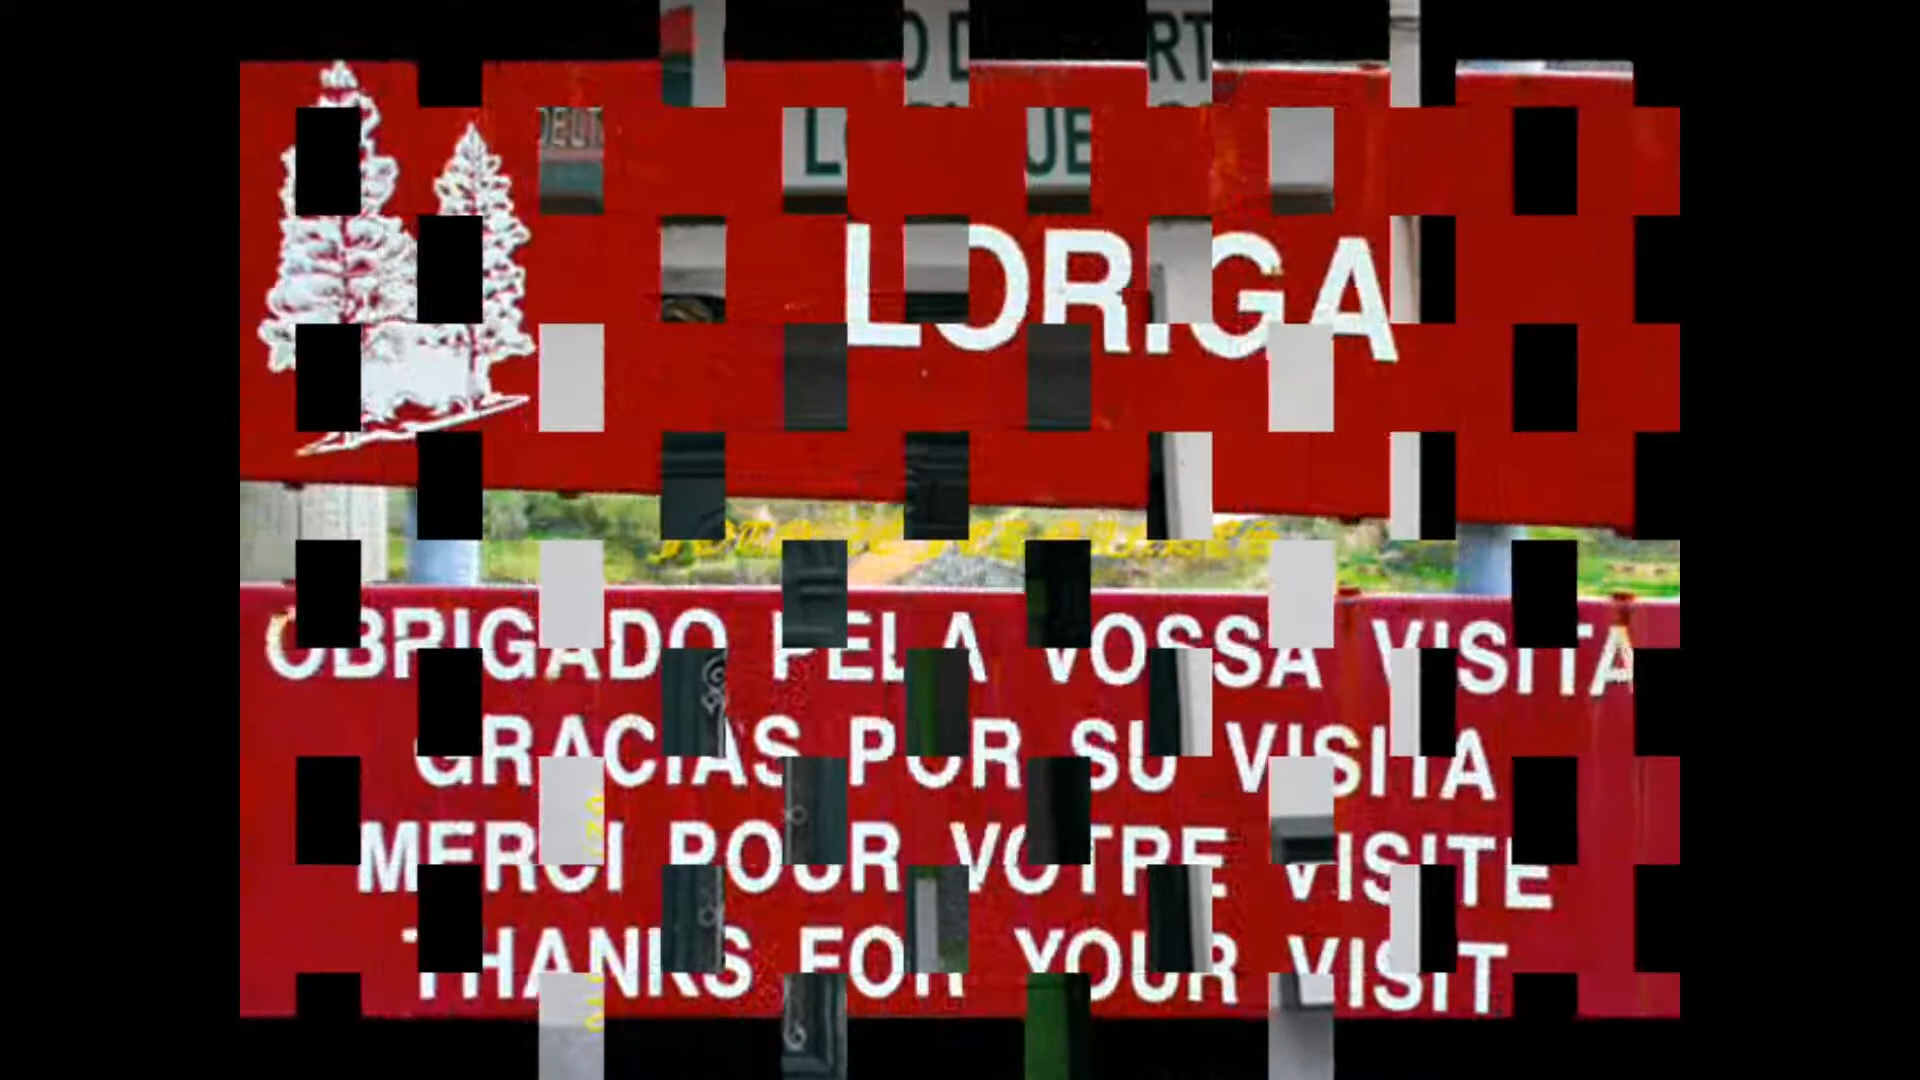 LORIGA
OBRIGADO PELA VOSSA VISITA
GRACIAS POR SU VISITA
MERCI POUR VOTRE VISITE
THANKS FOR YOUR VISIT